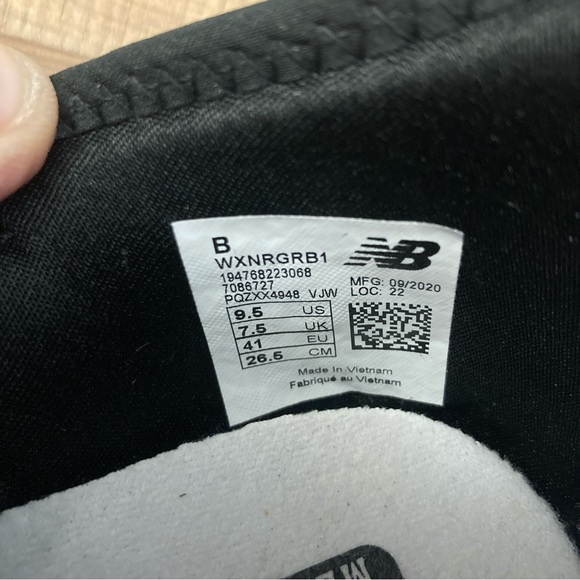 B
WXNRGRB1
194768223068
7086727
PQZXX4948 VJW
9.5 US
7.5 UK
41 EU
26.5 CM
NB
MFG: 09/2020
LOC: 22
Made In Vietnam
Fabriqué au Vietnam